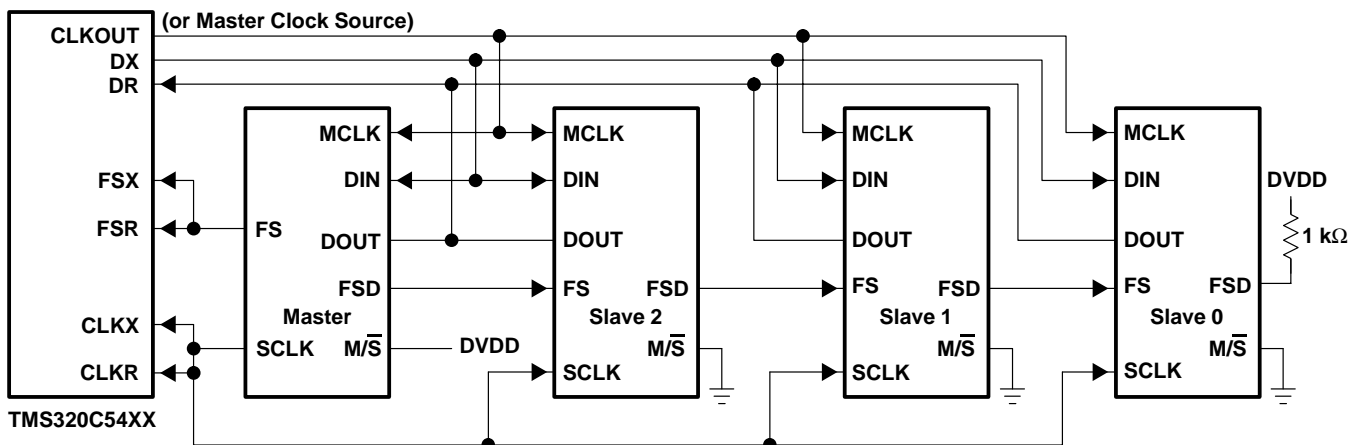 (or Master Clock Source)
CLKOUT
DX
DR
FSX
FSR
CLKX
CLKR
TMS320C54XX
MCLK
DIN
FS
DOUT
FSD
Master
SCLK
M/S̅
DVDD
MCLK
DIN
DOUT
FS
FSD
Slave 2
M/S̅
SCLK
MCLK
DIN
DOUT
FS
FSD
Slave 1
M/S̅
SCLK
MCLK
DIN
DOUT
FS
FSD
Slave 0
M/S̅
SCLK
DVDD
1 kΩ